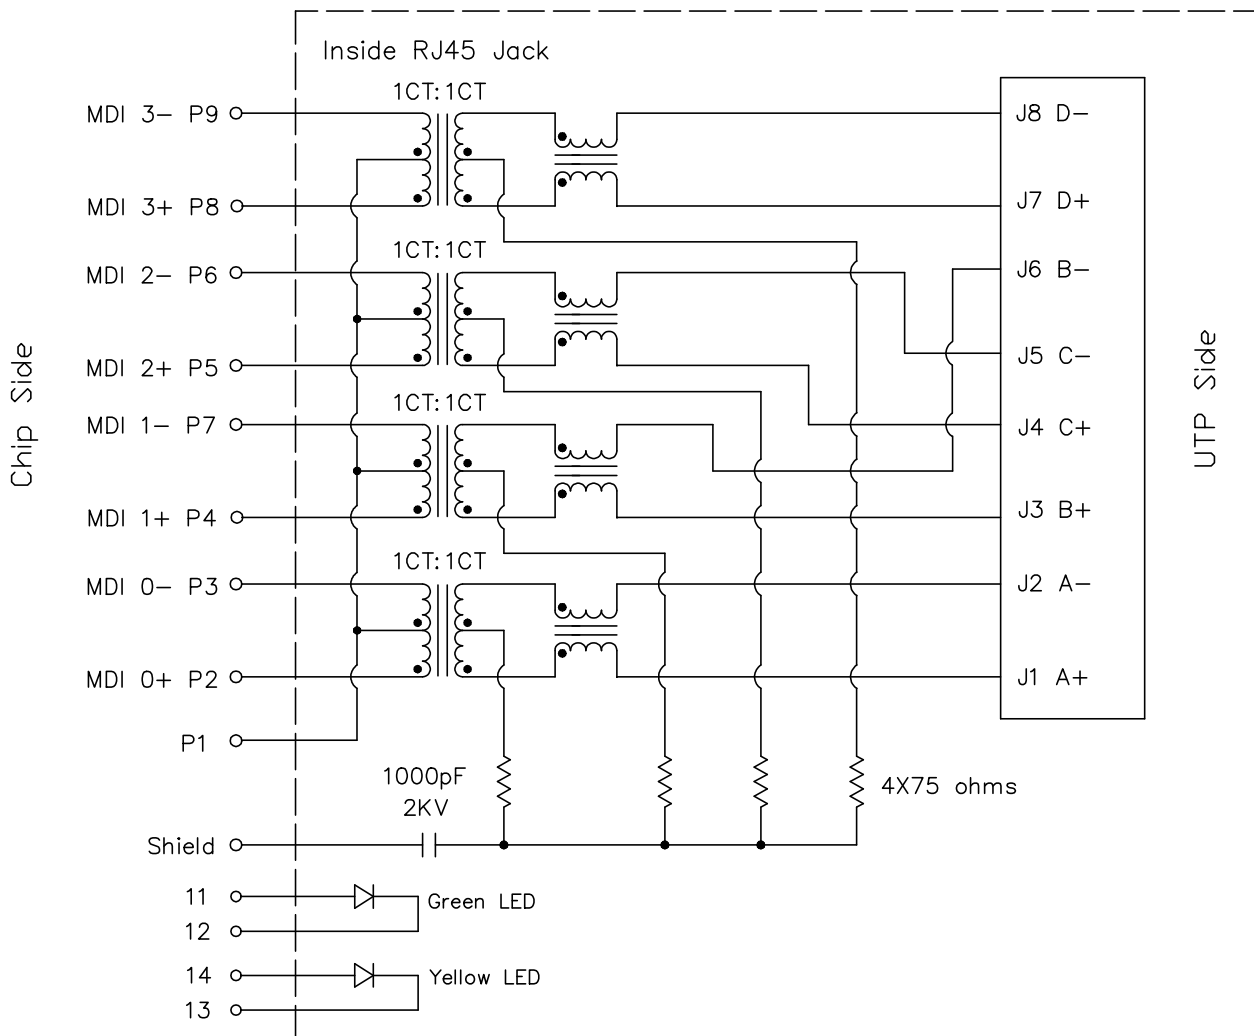 Inside RJ45 Jack
1CT:1CT
MDI 3- P9
J8 D-
MDI 3+ P8
J7 D+
1CT:1CT
MDI 2- P6
J6 B-
J5 C-
MDI 2+ P5
1CT:1CT
MDI 1- P7
J4 C+
MDI 1+ P4
J3 B+
1CT:1CT
MDI 0- P3
J2 A-
MDI 0+ P2
J1 A+
Chip Side
UTP Side
P1
1000pF
2KV
4X75 ohms
Shield
11
Green LED
12
14
Yellow LED
13